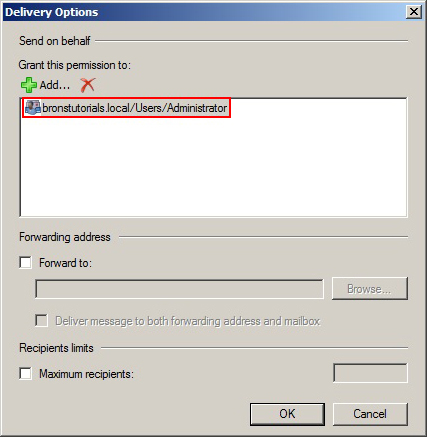 Delivery Options
Send on behalf
Grant this permission to:
Add...
bronstutorials.local/Users/Administrator
Forwarding address
Forward to:
Browse...
Deliver message to both forwarding address and mailbox
Recipients limits
Maximum recipients:
OK Cancel